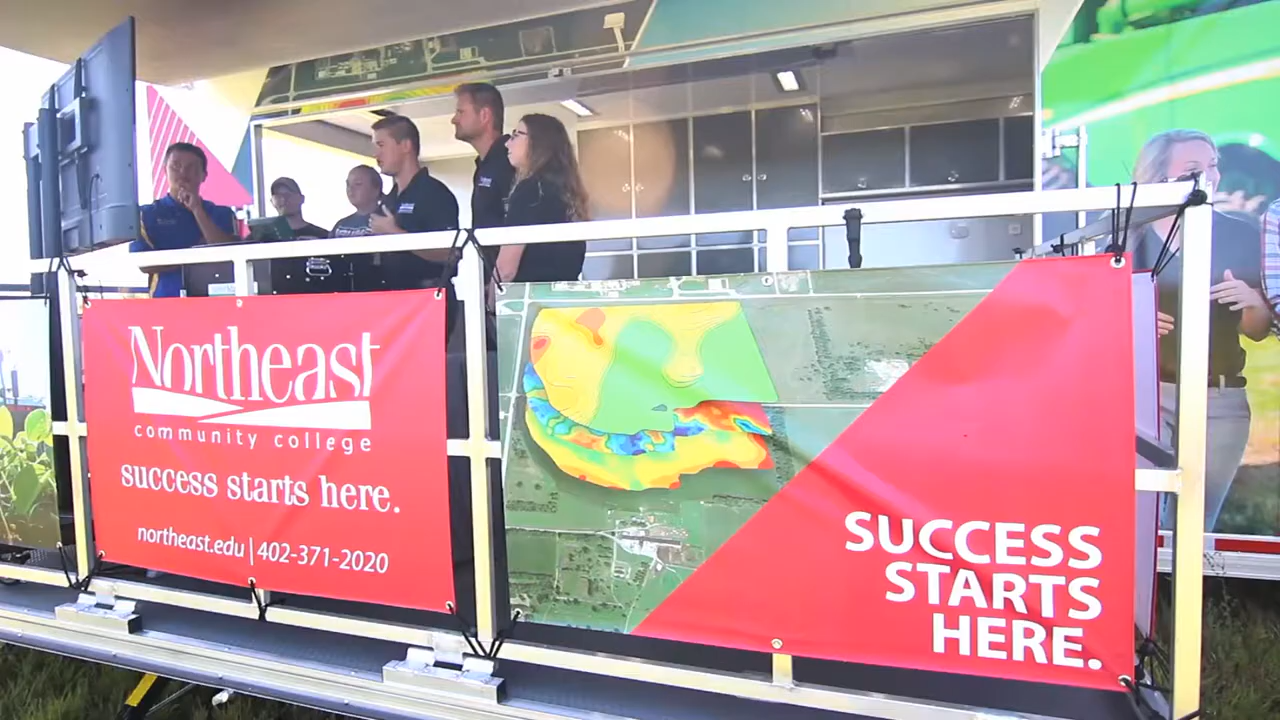 Northeast
community college
success starts here.
northeast.edu | 402-371-2020
SUCCESS
STARTS
HERE.